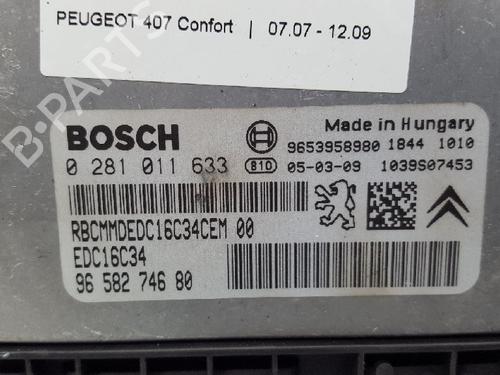 PEUGEOT 407 Confort | 07.07 - 12.09
B-PARTS
BOSCH
Made in Hungary
9653958980 1844 1010
0 281 011 633 810 05-03-09 1039S07453
RBCMMDEDC16C34CEM 00
EDC16C34
96 582 746 80